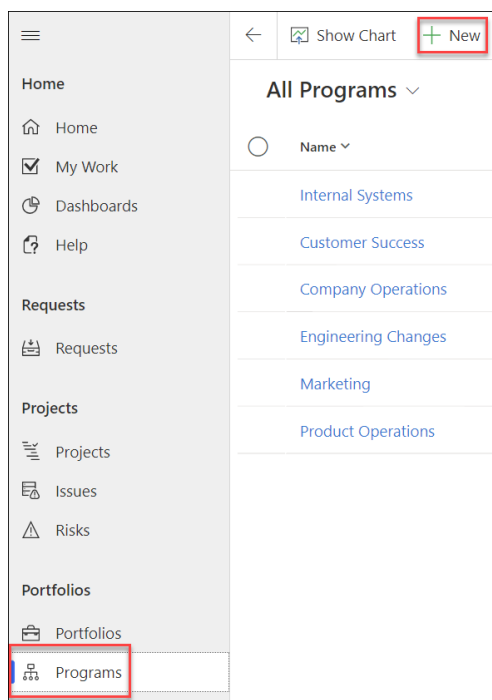 Show Chart
New
Home
Home
My Work
Dashboards
Help
Requests
Requests
Projects
Projects
Issues
Risks
Portfolios
Portfolios
Programs
All Programs
Name
Internal Systems
Customer Success
Company Operations
Engineering Changes
Marketing
Product Operations